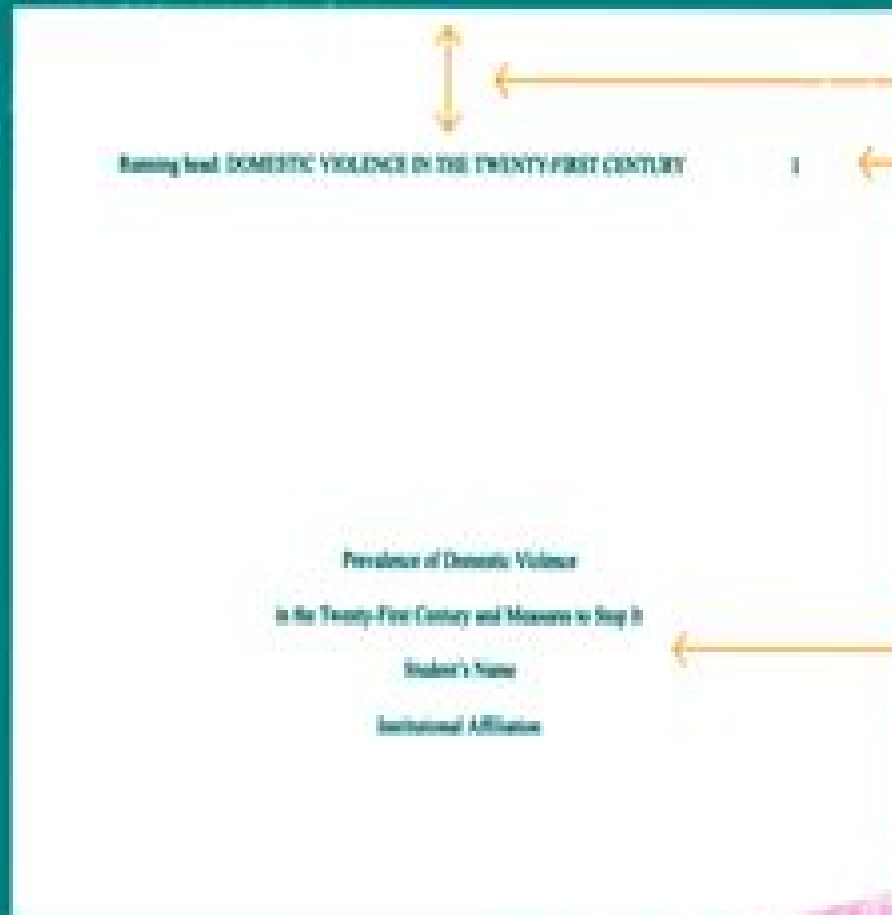 Running head: DOMESTIC VIOLENCE IN THE TWENTY-FIRST CENTURY 1
Prevalence of Domestic Violence
in the Twenty-First Century and Measures to Stop It
Student's Name
Institutional Affiliation